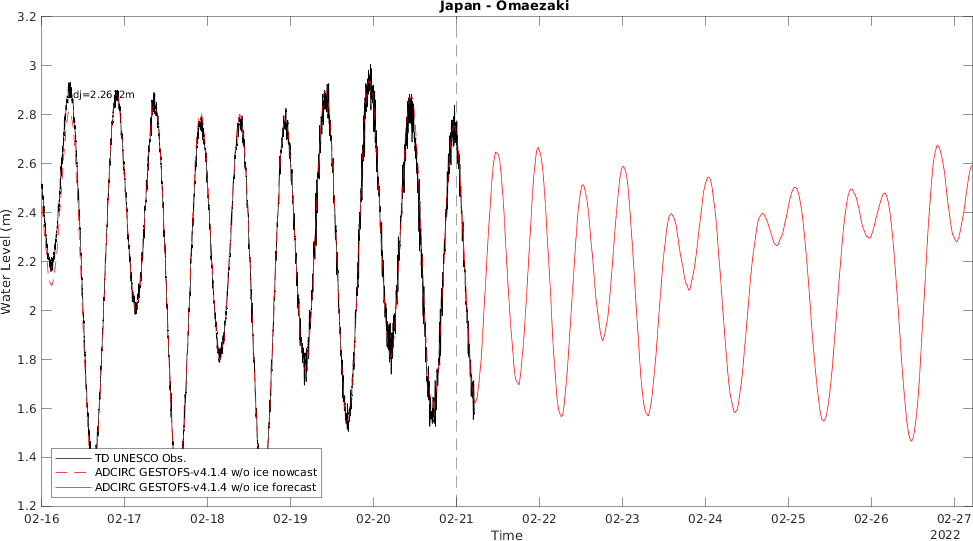 Japan - Omaezaki
3.2
3
2.8
2.6
2.4
2.2
2
1.8
1.6
1.4
1.2
Water Level (m)
TD UNESCO Obs.
ADCIRC GESTOFS-v4.1.4 w/o ice nowcast
ADCIRC GESTOFS-v4.1.4 w/o ice forecast
02-16 02-17 02-18 02-19 02-20 02-21 02-22 02-23 02-24 02-25 02-26 02-27
Time
2022